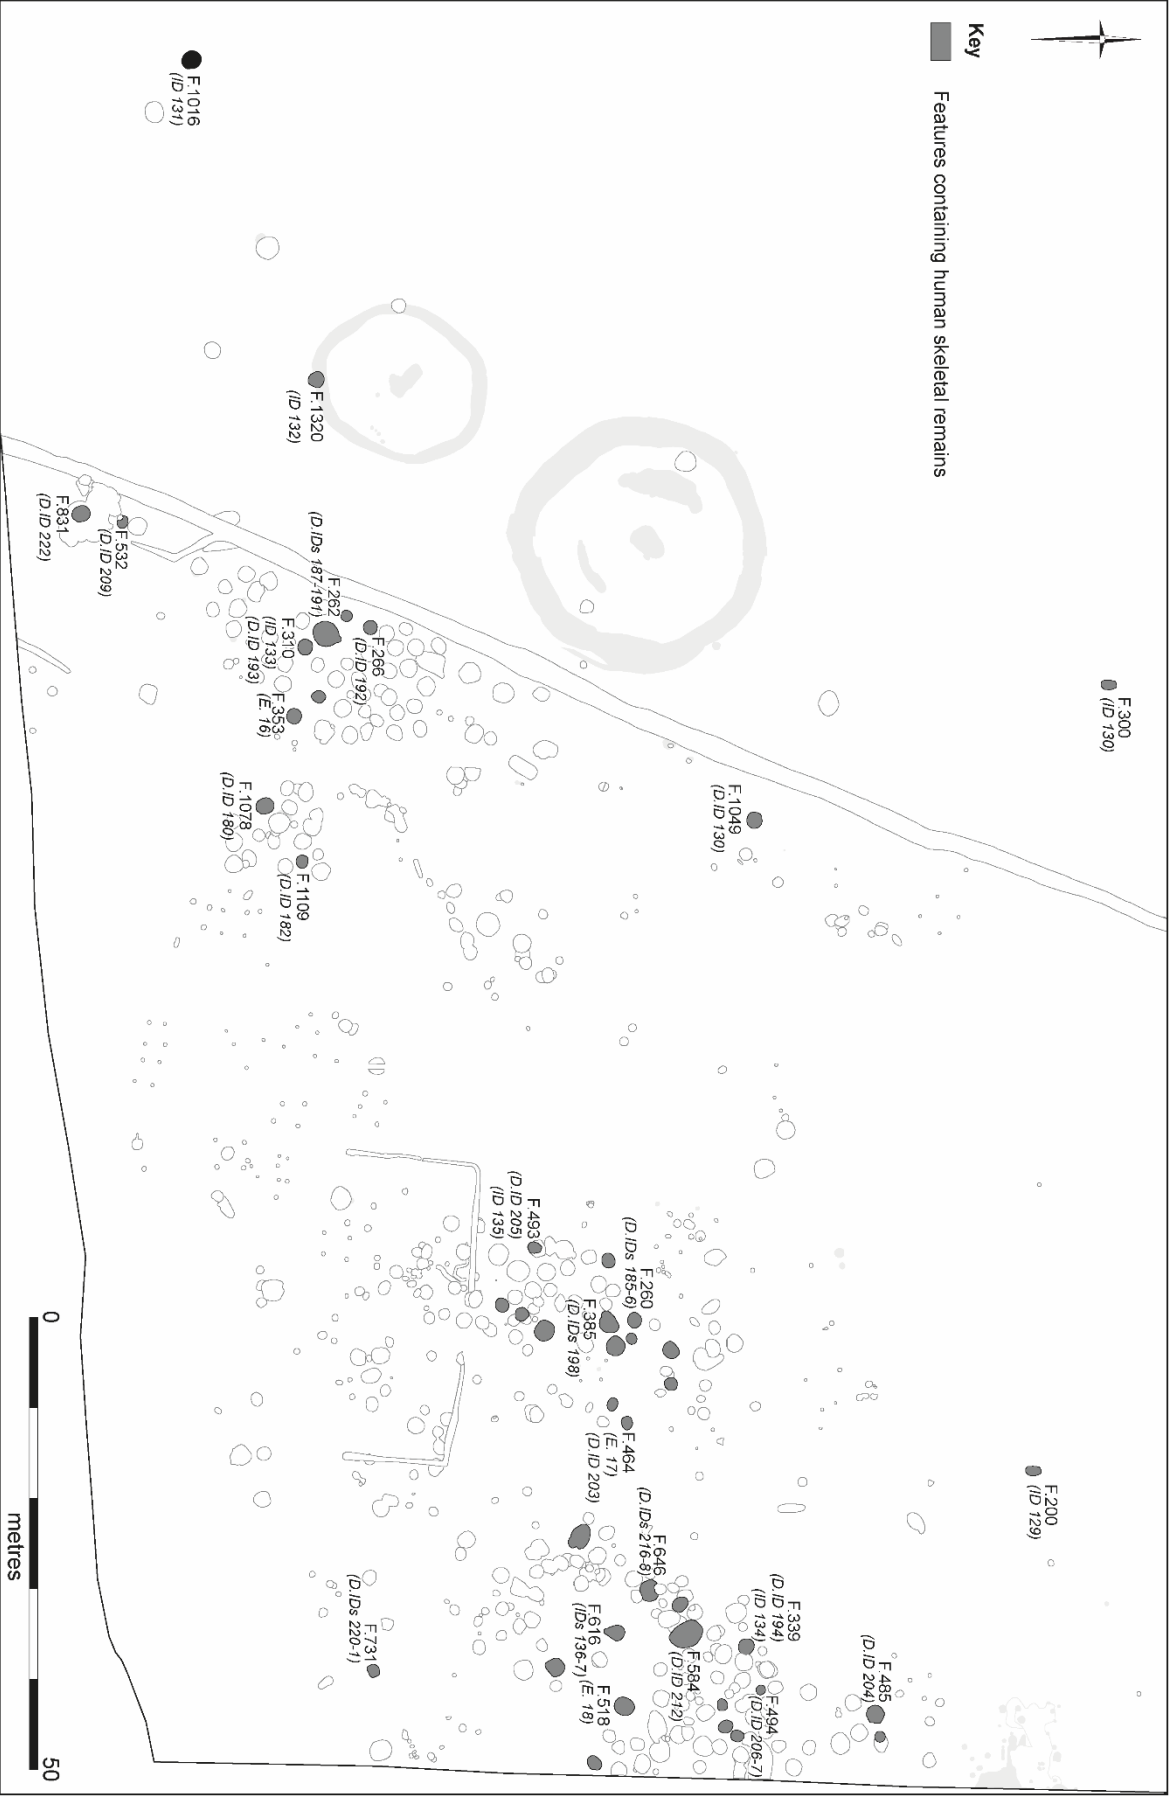 Key
Features containing human skeletal remains
F.1016
(ID 131)
F.1320
(ID 132)
F.300
(ID 130)
F.831
(D.ID 222)
F.532
(D.ID 209)
F.262
(D.IDs 187-191)
F.266
(D.ID 192)
F.310
(ID 133)
(D.ID 193)
F.353
(E. 16)
F.1049
(D.ID 130)
F.1078
(D.ID 180)
F.1109
(D.ID 182)
F.493
(D.ID 205)
(ID 135)
F.260
(D.IDs 185-6)
F.385
(D.IDs 198)
F.464
(E. 17)
(D.ID 203)
F.200
(ID 129)
F.646
(D.IDs 216-8)
F.339
(D.ID 194)
(ID 134)
F.485
(D.ID 204)
F.616
(IDs 136-7)
F.584
(D.ID 212)
F.494
(D.ID 206-7)
F.518
(E. 18)
F.731
(D.IDs 220-1)
0
50
metres